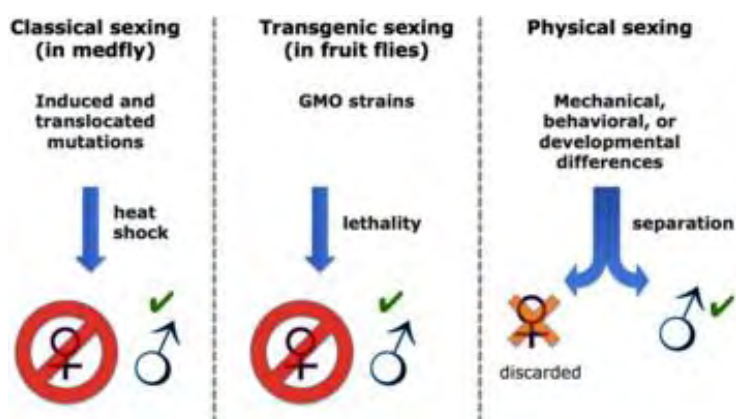 Classical sexing
(in medfly)
Induced and
translocated
mutations
heat
shock
Transgenic sexing
(in fruit flies)
GMO strains
lethality
Physical sexing
Mechanical,
behavioral, or
developmental
differences
separation
discarded